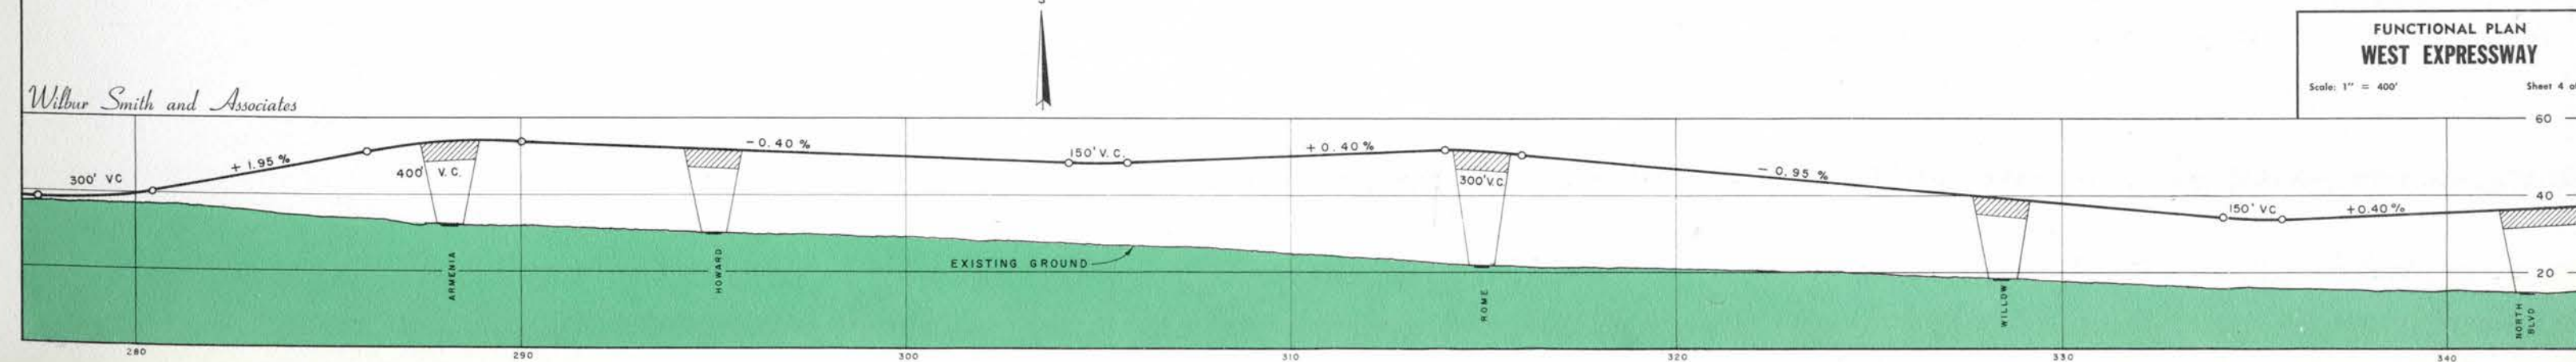 FUNCTIONAL PLAN
WEST EXPRESSWAY
Scale: 1" = 400'
Sheet 4
Wilbur Smith and Associates
60
300' VC
+ 1.95 %
400' V. C.
- 0.40 %
150' V. C.
+ 0.40 %
300' V.C.
- 0.95 %
150' VC
+0.40 %
40
EXISTING GROUND
20
ARMENIA
HOWARD
ROME
WILLOW
NORTH
BLVD
280
290
300
310
320
330
340